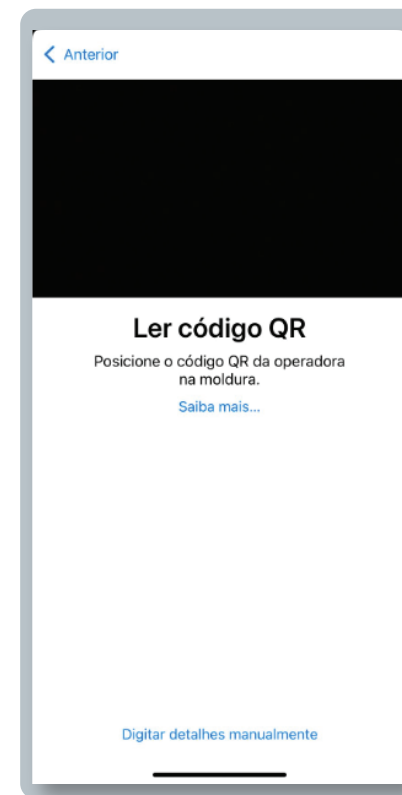 Anterior
Ler código QR
Posicione o código QR da operadora
na moldura.
Saiba mais...
Digitar detalhes manualmente